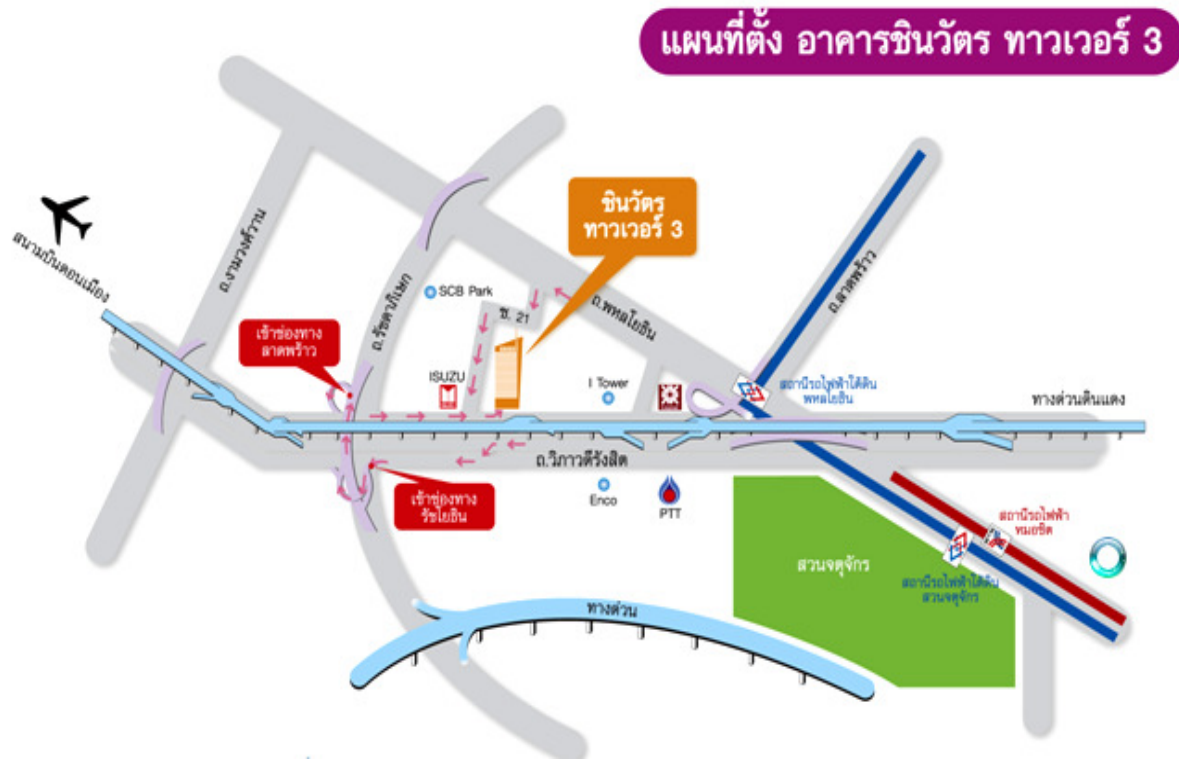 แผนที่ตั้ง อาคารชินวัตร ทาวเวอร์ 3
ชินวัตร
ทาวเวอร์ 3
สนามบินดอนเมือง
ถ.งามวงศ์วาน
ถ.รัชดาภิเษก
SCB Park
ซ. 21
ถ.พหลโยธิน
ถ.ลาดพร้าว
เข้าช่องทาง
ลาดพร้าว
ISUZU
I Tower
สถานีรถไฟฟ้าใต้ดิน
พหลโยธิน
ทางด่วนดินแดง
ถ.วิภาวดีรังสิต
เข้าช่องทาง
รัชโยธิน
Enco
PTT
สวนจตุจักร
สถานีรถไฟฟ้า
หมอชิต
สถานีรถไฟฟ้าใต้ดิน
สวนจตุจักร
ทางด่วน